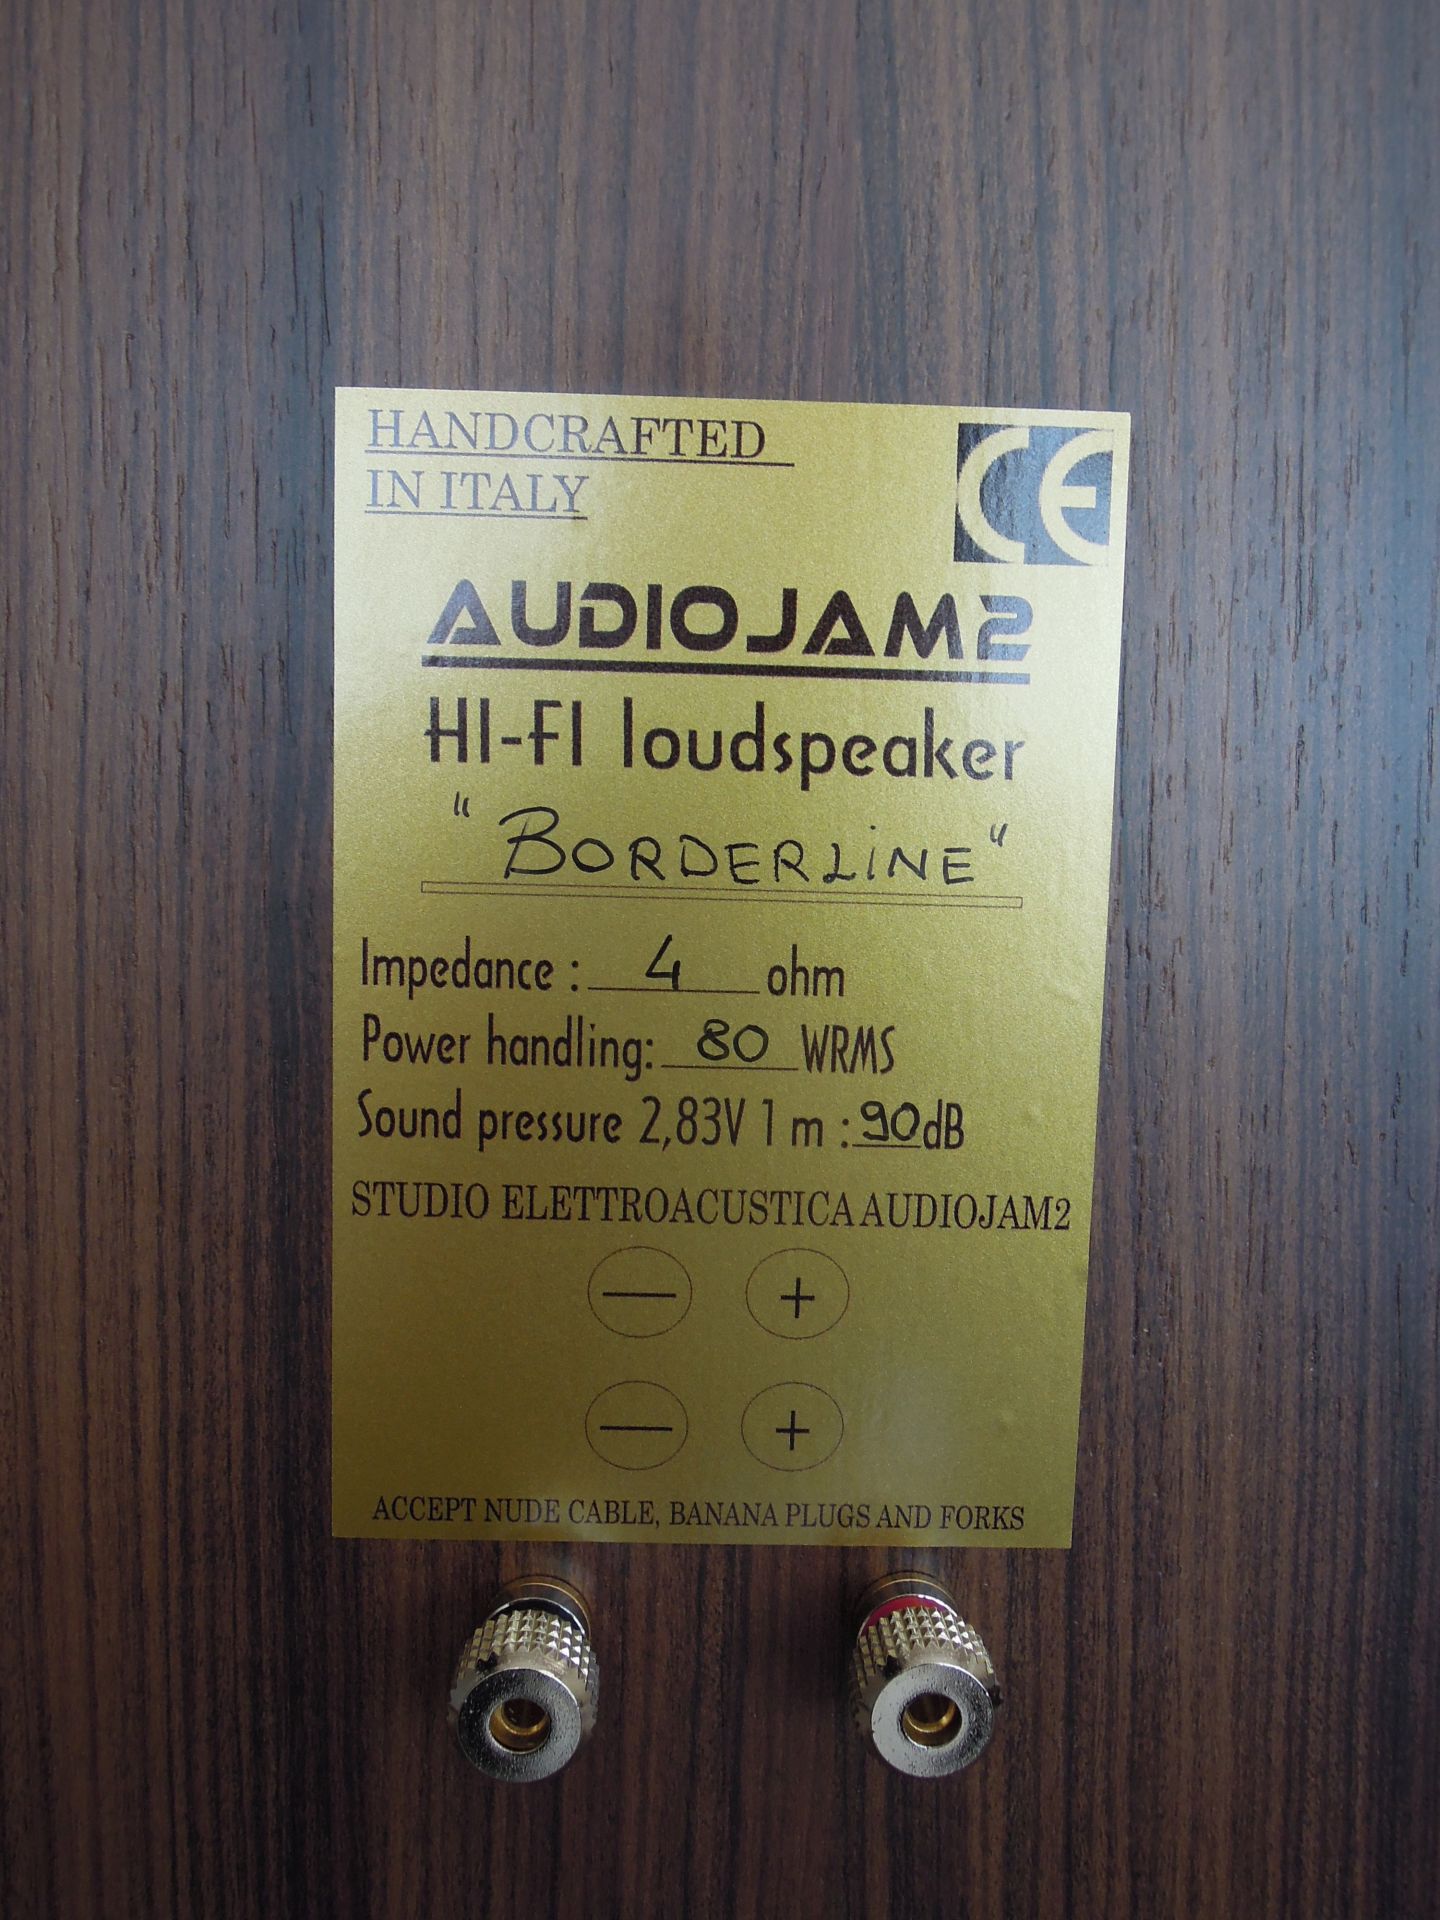 HANDCRAFTED
IN ITALY
CE
AUDIOJAM2
HI-FI loudspeaker
"BORDERLiNE"
Impedance : 4 ohm
Power handling: 80 WRMS
Sound pressure 2,83V 1 m : 90dB
STUDIO ELETTROACUSTICA AUDIOJAM2
— +
— +
ACCEPT NUDE CABLE, BANANA PLUGS AND FORKS